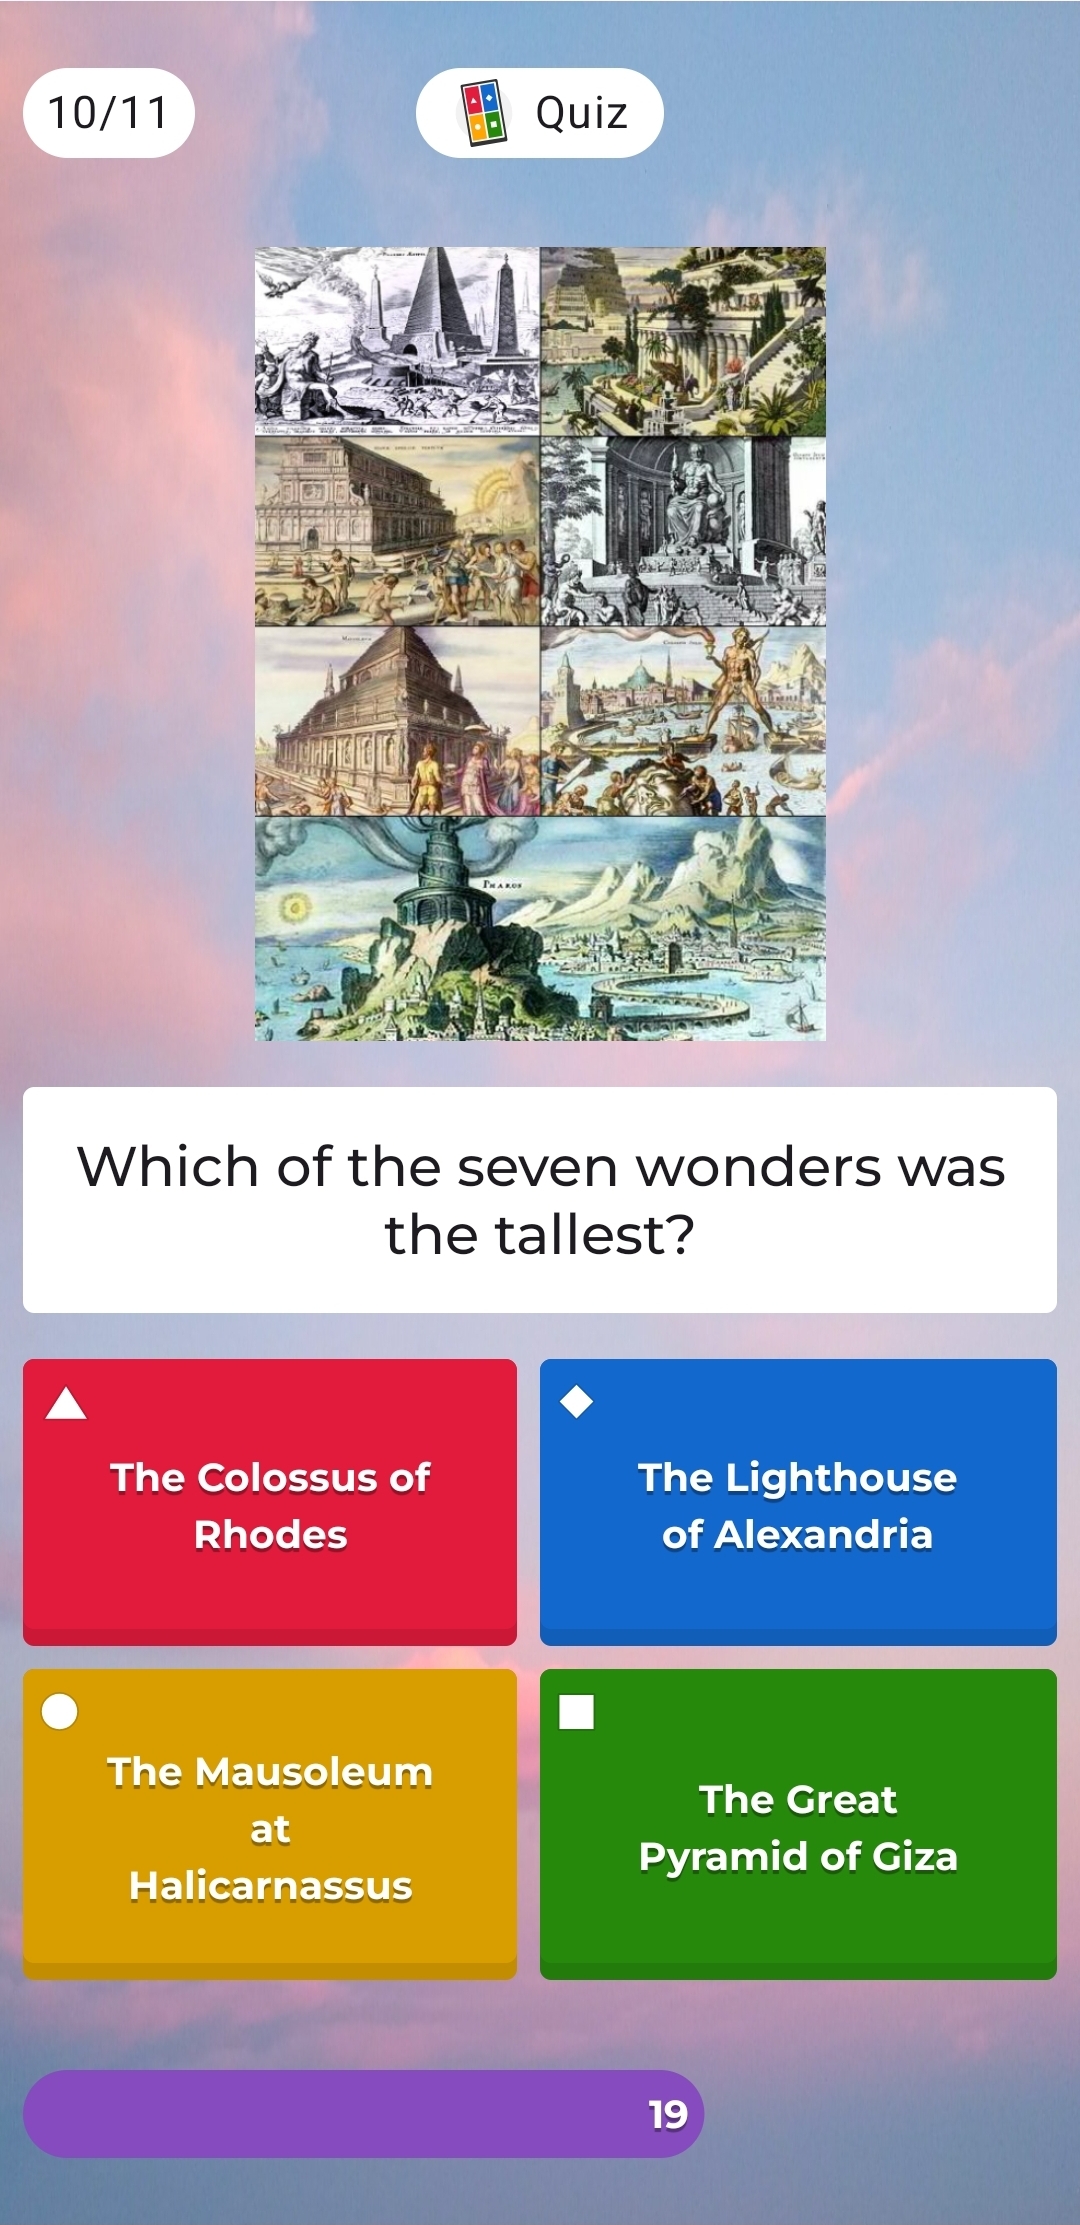 10/11
Quiz
PHAROS
Which of the seven wonders was
the tallest?
The Colossus of
Rhodes
The Lighthouse
of Alexandria
The Mausoleum
at
Halicarnassus
The Great
Pyramid of Giza
19